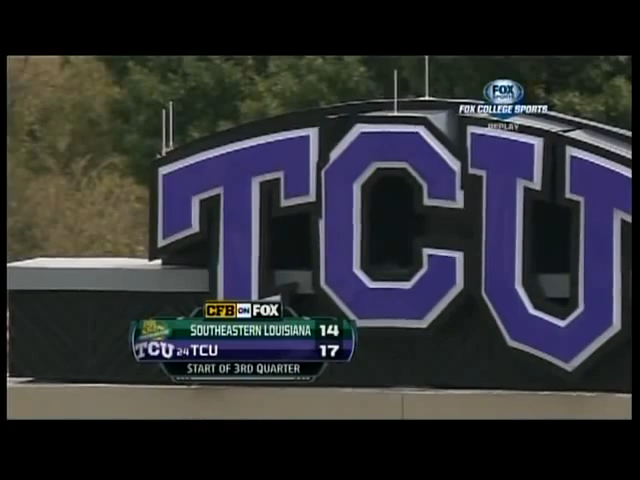 FOX
SPORTS
FOX COLLEGE SPORTS
REPLAY
TCU
CFB ON FOX
SOUTHEASTERN LOUISIANA 14
TCU 24 TCU 17
START OF 3RD QUARTER